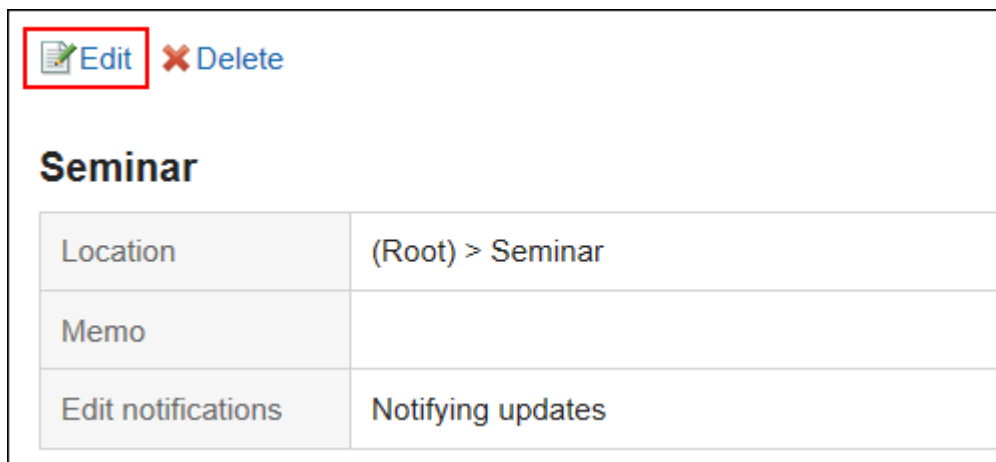 Edit Delete
Seminar
Location (Root) > Seminar
Memo
Edit notifications Notifying updates